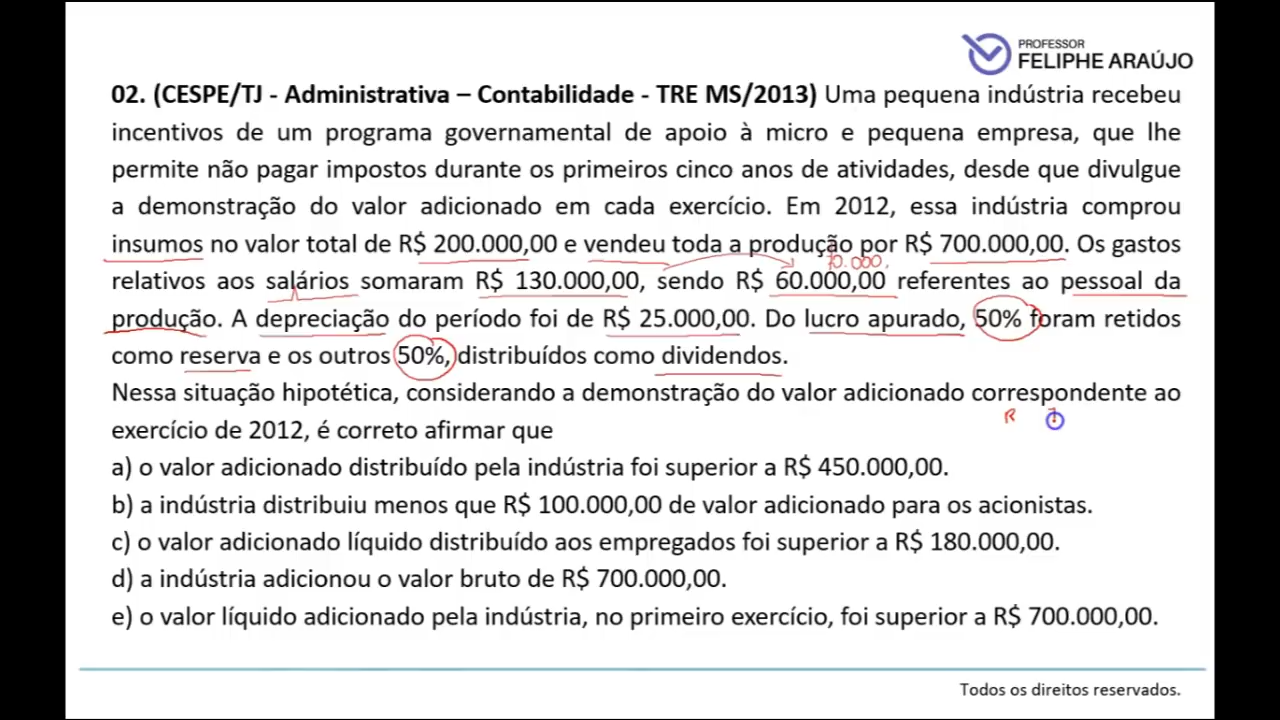 PROFESSOR
FELIPHE ARAÚJO
02. (CESPE/TJ - Administrativa – Contabilidade - TRE MS/2013) Uma pequena indústria recebeu
incentivos de um programa governamental de apoio à micro e pequena empresa, que lhe
permite não pagar impostos durante os primeiros cinco anos de atividades, desde que divulgue
a demonstração do valor adicionado em cada exercício. Em 2012, essa indústria comprou
insumos no valor total de R$ 200.000,00 e vendeu toda a produção por R$ 700.000,00. Os gastos
70.000,
relativos aos salários somaram R$ 130.000,00, sendo R$ 60.000,00 referentes ao pessoal da
produção. A depreciação do período foi de R$ 25.000,00. Do lucro apurado, 50% foram retidos
como reserva e os outros 50%, distribuídos como dividendos.
Nessa situação hipotética, considerando a demonstração do valor adicionado correspondente ao
R
exercício de 2012, é correto afirmar que
a) o valor adicionado distribuído pela indústria foi superior a R$ 450.000,00.
b) a indústria distribuiu menos que R$ 100.000,00 de valor adicionado para os acionistas.
c) o valor adicionado líquido distribuído aos empregados foi superior a R$ 180.000,00.
d) a indústria adicionou o valor bruto de R$ 700.000,00.
e) o valor líquido adicionado pela indústria, no primeiro exercício, foi superior a R$ 700.000,00.
Todos os direitos reservados.